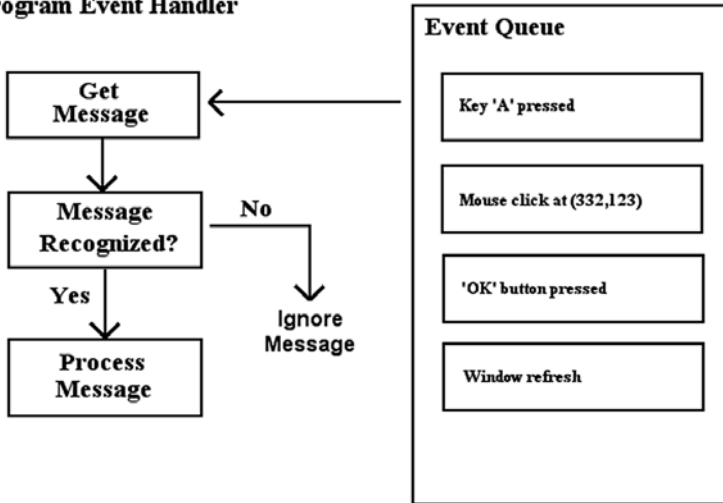 rogram Event Handler
Get
Message
Message
Recognized?
No
Yes
Ignore
Message
Process
Message
Event Queue
Key 'A' pressed
Mouse click at (332,123)
'OK' button pressed
Window refresh